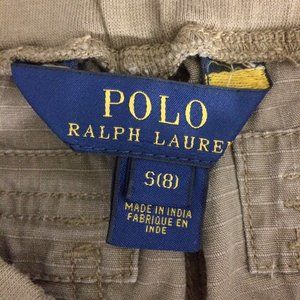 POLO
RALPH LAURE
S(8)
MADE IN INDIA
FABRIQUE EN
INDE